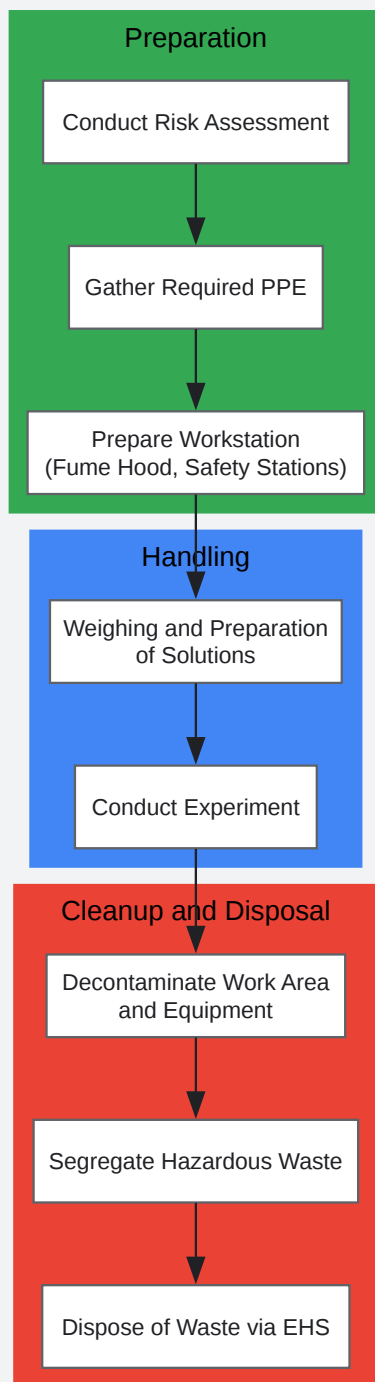 Preparation
Conduct Risk Assessment
Gather Required PPE
Prepare Workstation
(Fume Hood, Safety Stations)
Handling
Weighing and Preparation
of Solutions
Conduct Experiment
Cleanup and Disposal
Decontaminate Work Area
and Equipment
Segregate Hazardous Waste
Dispose of Waste via EHS